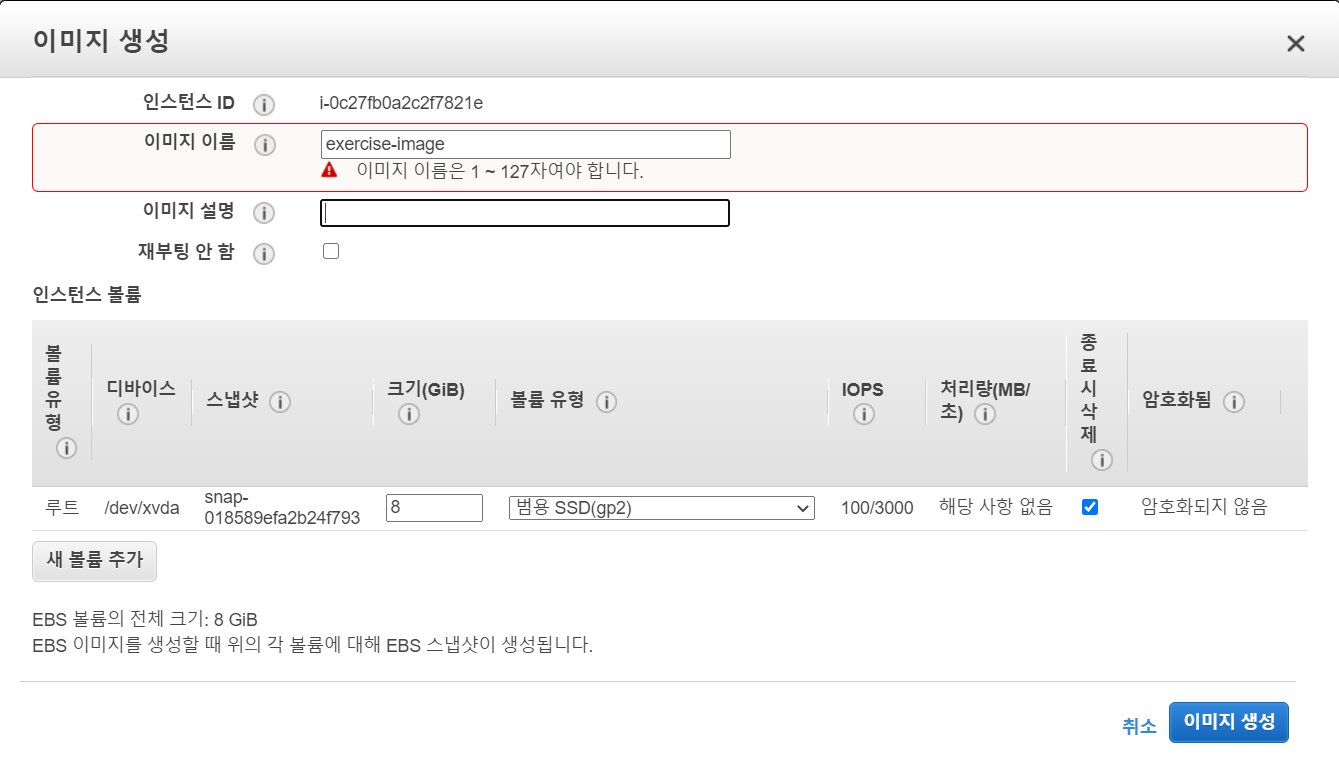 이미지 생성
인스턴스 ID
i-0c27fb0a2c2f7821e
이미지 이름
exercise-image
이미지 이름은 1 ~ 127자여야 합니다.
이미지 설명
재부팅 안 함
인스턴스 볼륨
볼륨 유형
디바이스
스냅샷
크기(GiB)
볼륨 유형
IOPS
처리량(MB/
초)
종료 시 삭제
암호화됨
루트
/dev/xvda
snap-
018589efa2b24f793
8
범용 SSD(gp2)
100/3000
해당 사항 없음
암호화되지 않음
새 볼륨 추가
EBS 볼륨의 전체 크기: 8 GiB
EBS 이미지를 생성할 때 위의 각 볼륨에 대해 EBS 스냅샷이 생성됩니다.
취소
이미지 생성